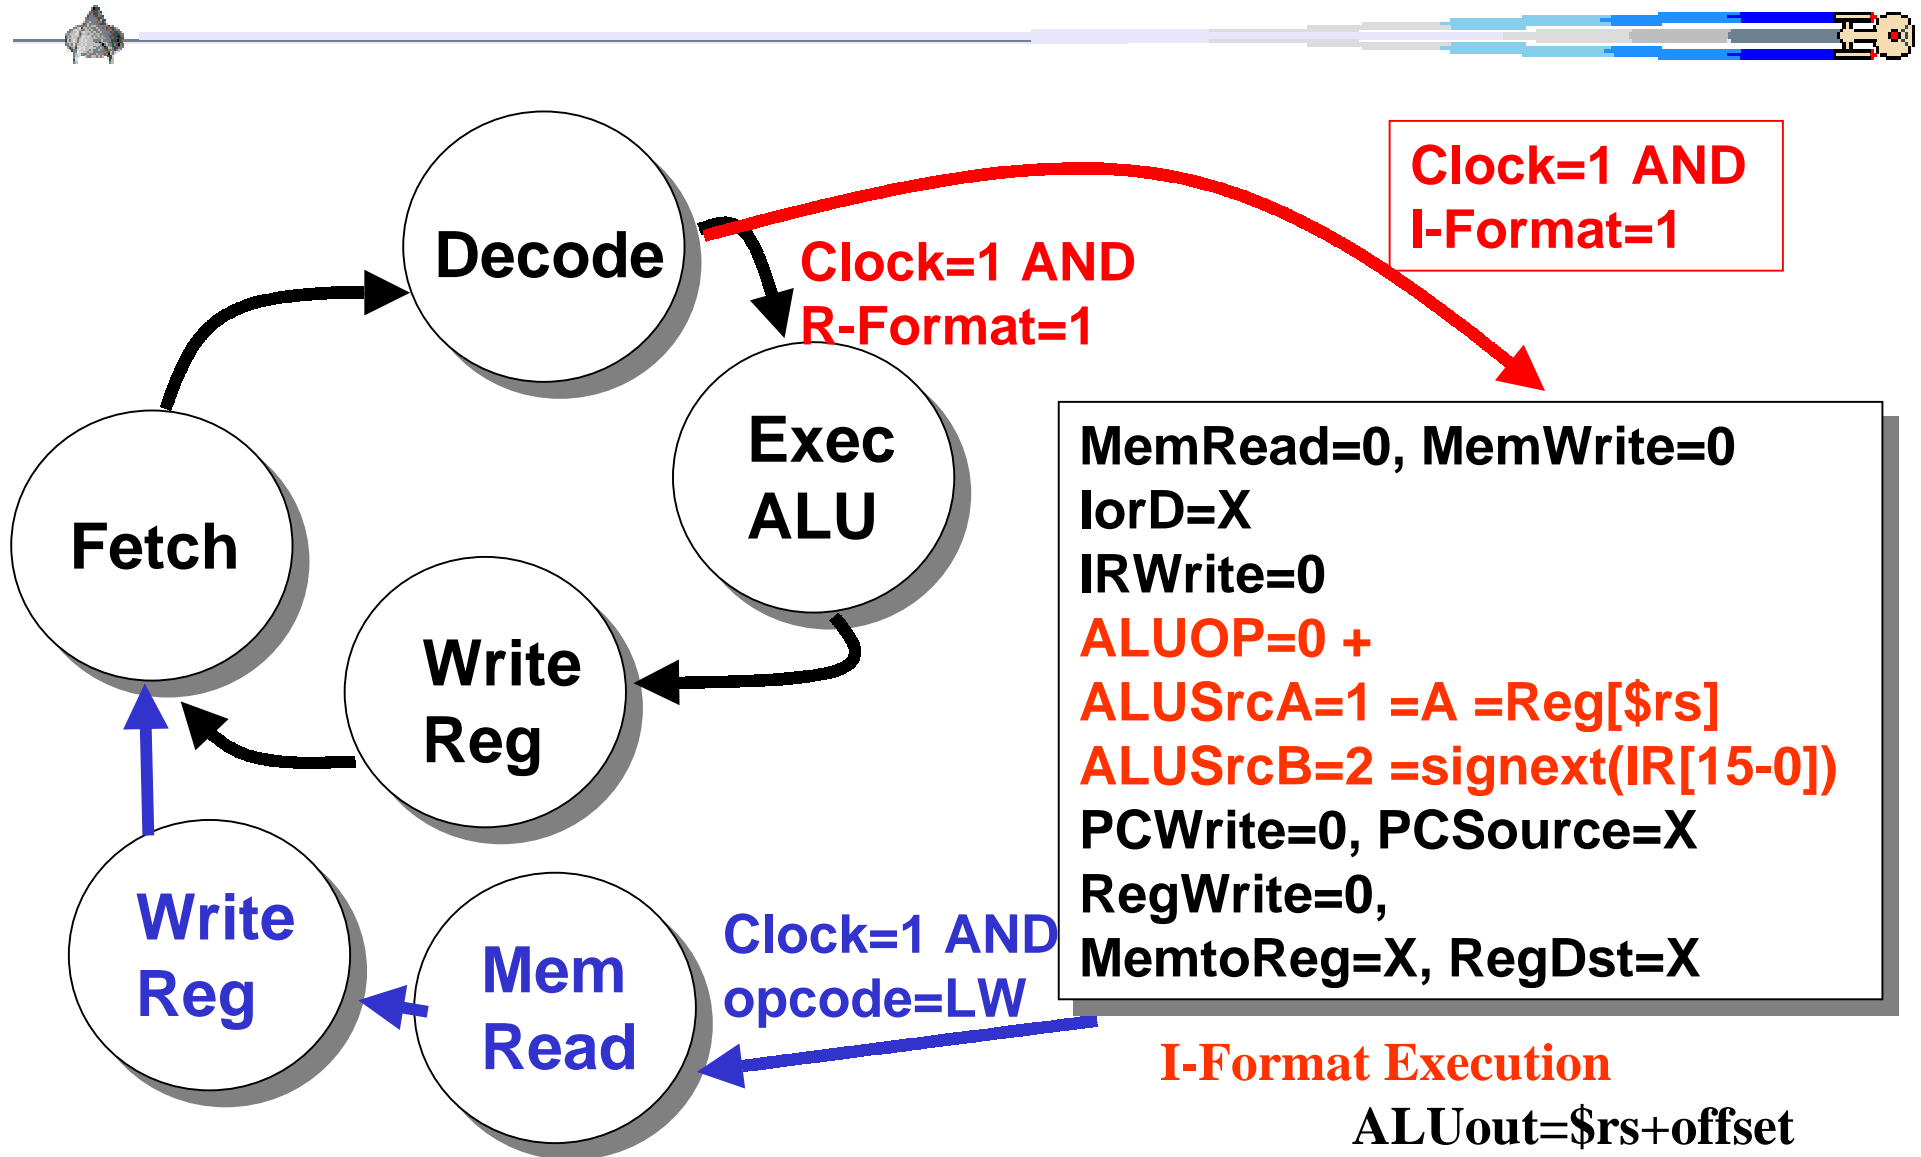 Decode
Clock=1 AND
R-Format=1
Clock=1 AND
I-Format=1
Exec
ALU
Fetch
Write
Reg
MemRead=0, MemWrite=0
IorD=X
IRWrite=0
ALUOP=0 +
ALUSrcA=1 =A =Reg[$rs]
ALUSrcB=2 =signext(IR[15-0])
PCWrite=0, PCSource=X
RegWrite=0,
MemtoReg=X, RegDst=X
Write
Reg
Mem
Read
Clock=1 AND
opcode=LW
I-Format Execution
ALUout=$rs+offset